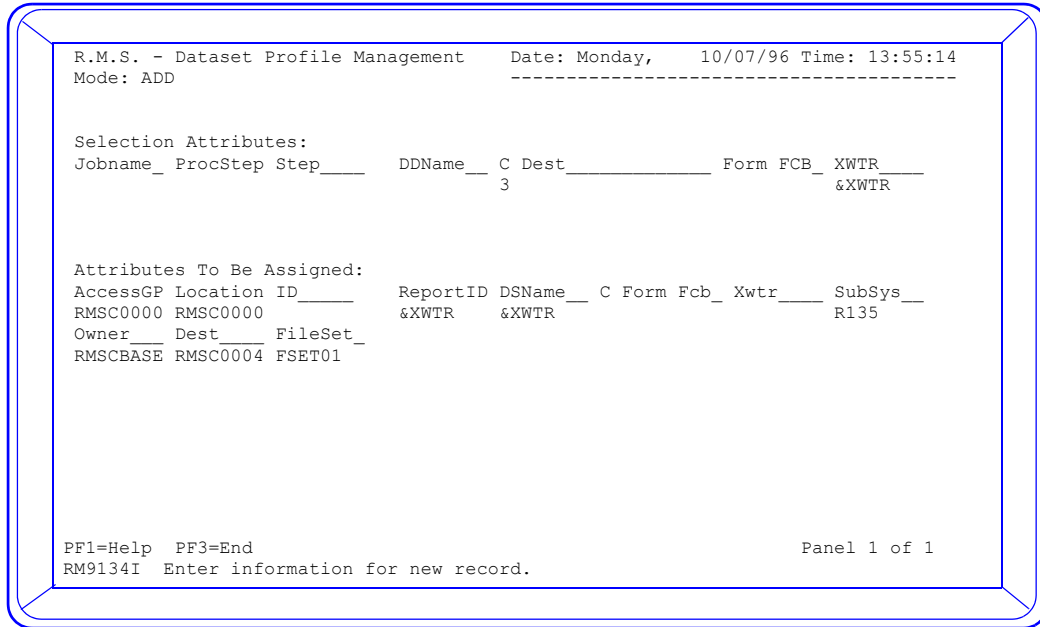 R.M.S. - Dataset Profile Management    Date: Monday,    10/07/96 Time: 13:55:14
Mode: ADD                              ----------------------------------------
Selection Attributes:
Jobname_ ProcStep Step____   DDName__ C Dest_____________ Form FCB_ XWTR____
                                      3                             &XWTR
Attributes To Be Assigned:
AccessGP Location ID_____    ReportID DSName__ C Form Fcb_ Xwtr____ SubSys__
RMSC0000 RMSC0000            &XWTR    &XWTR                         R135
Owner___ Dest____ FileSet_
RMSCBASE RMSC0004 FSET01
PF1=Help  PF3=End                                                 Panel 1 of 1
RM9134I  Enter information for new record.